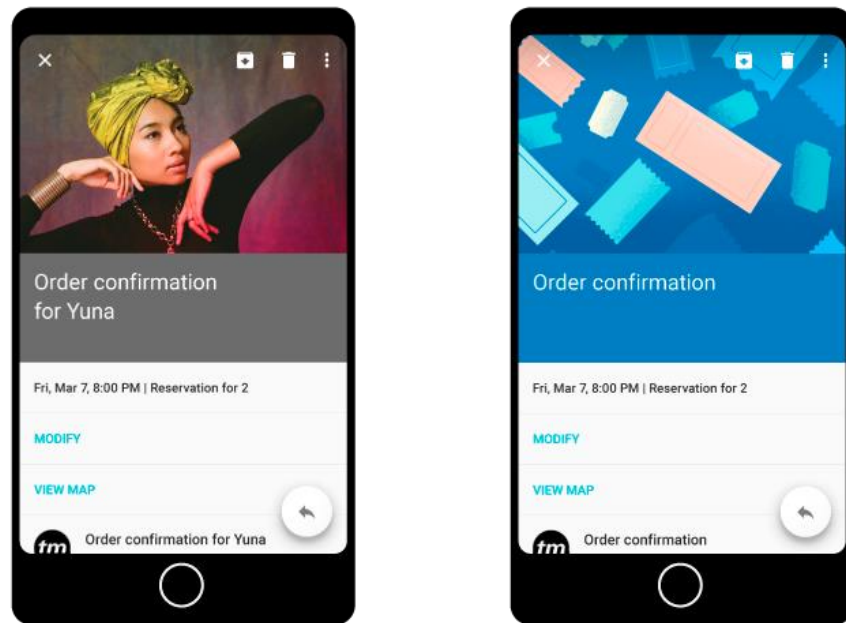 Order confirmation
for Yuna
Fri, Mar 7, 8:00 PM | Reservation for 2
MODIFY
VIEW MAP
tm
Order confirmation for Yuna
Order confirmation
Fri, Mar 7, 8:00 PM | Reservation for 2
MODIFY
VIEW MAP
tm
Order confirmation